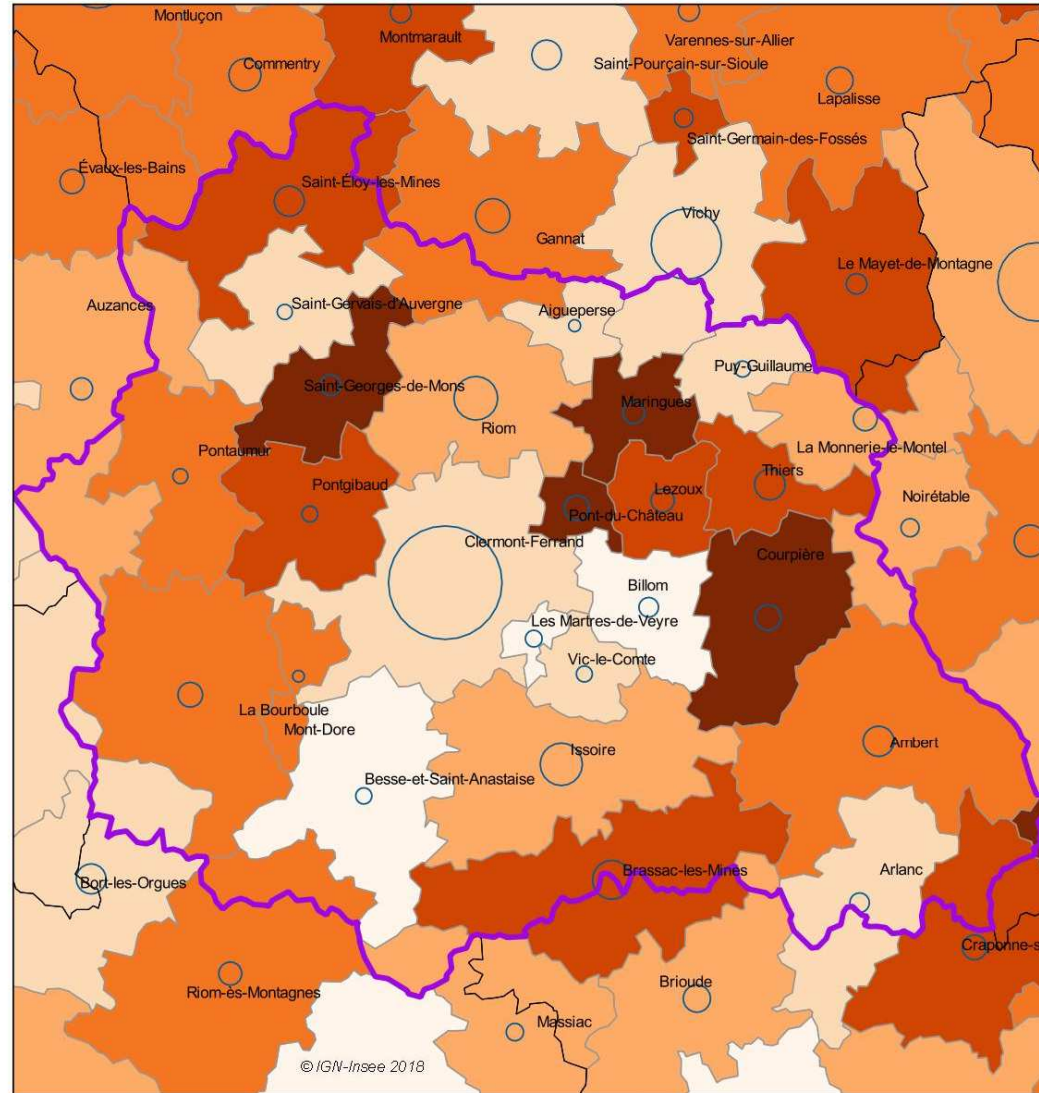 Montluçon
Montmarault
Varennes-sur-Allier
Commentry
Saint-Pourçain-sur-Sioule
Lapalisse
Saint-Germain-des-Fossés
Évaux-les-Bains
Saint-Éloy-les-Mines
Vichy
Gannat
Le Mayet-de-Montagne
Auzances
Saint-Gervais-d'Auvergne
Aigueperse
Puy-Guillaume
Saint-Georges-de-Mons
Maringues
Riom
La Monnerie-le-Montel
Pontaumur
Thiers
Pontgibaud
Lezoux
Noirétable
Pont-du-Château
Clermont-Ferrand
Courpière
Billom
Les Martres-de-Veyre
Vic-le-Comte
La Bourboule
Mont-Dore
Ambert
Issoire
Besse-et-Saint-Anastaise
Brassac-les-Mines
Arlanc
Bort-les-Orgues
Craponne-s
Riom-ès-Montagnes
Brioude
Massiac
© IGN-Insee 2018